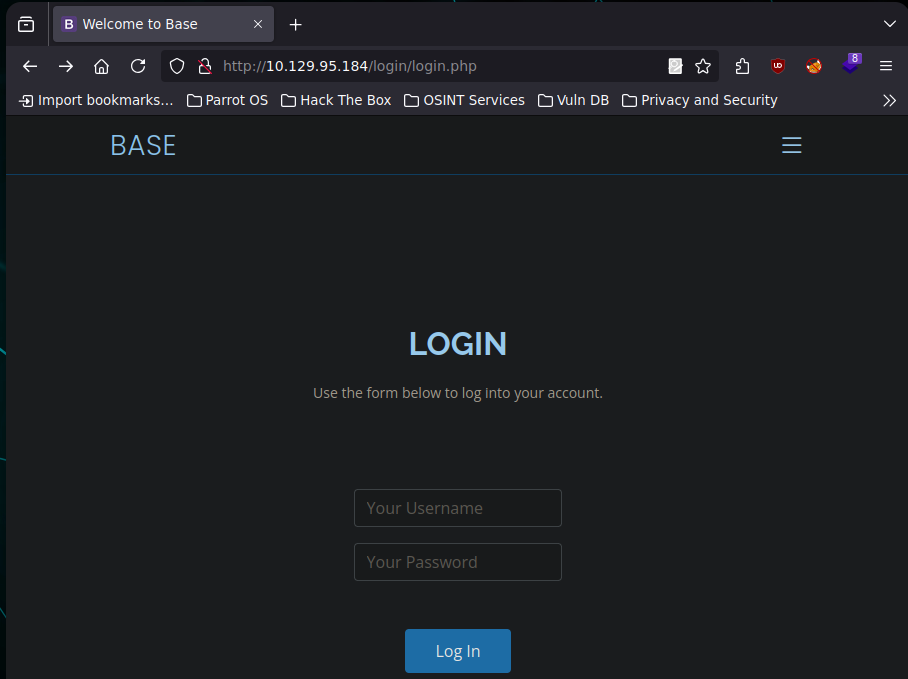 B Welcome to Base
http://10.129.95.184/login/login.php
UD
8
Import bookmarks... Parrot OS Hack The Box OSINT Services Vuln DB Privacy and Security
BASE
LOGIN
Use the form below to log into your account.
Your Username
Your Password
Log In